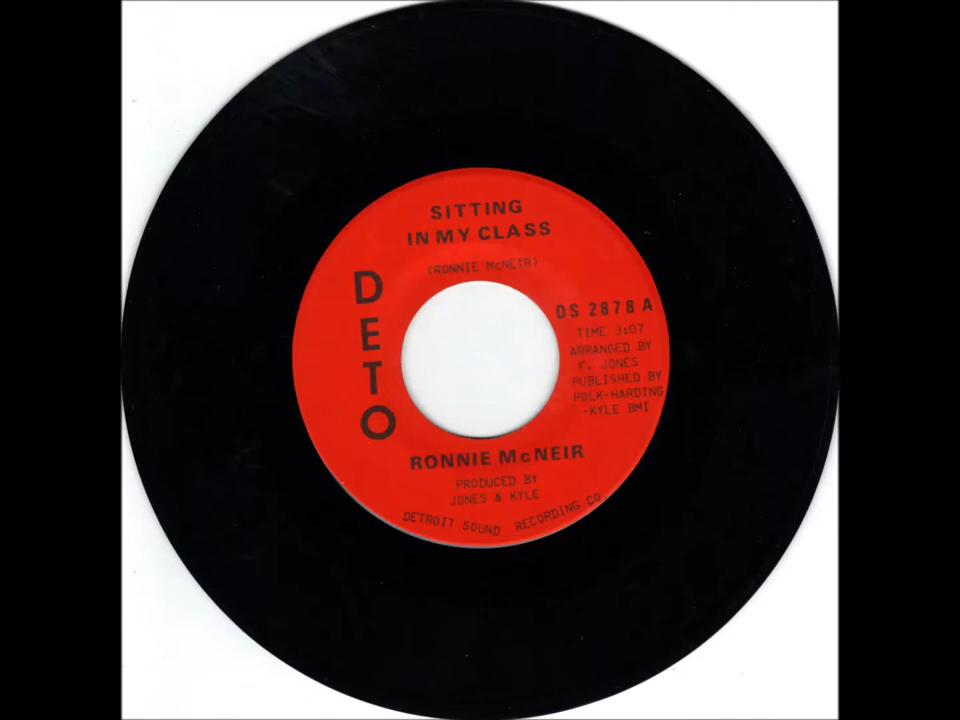 SITTING
IN MY CLASS
(RONNIE McNEIR)
DETO
DS 2878 A
TIME 3:07
ARRANGED BY
F. JONES
PUBLISHED BY
POLK-HARDING
-KYLE BMI
RONNIE McNEIR
PRODUCED BY
JONES & KYLE
DETROIT SOUND RECORDING CO.